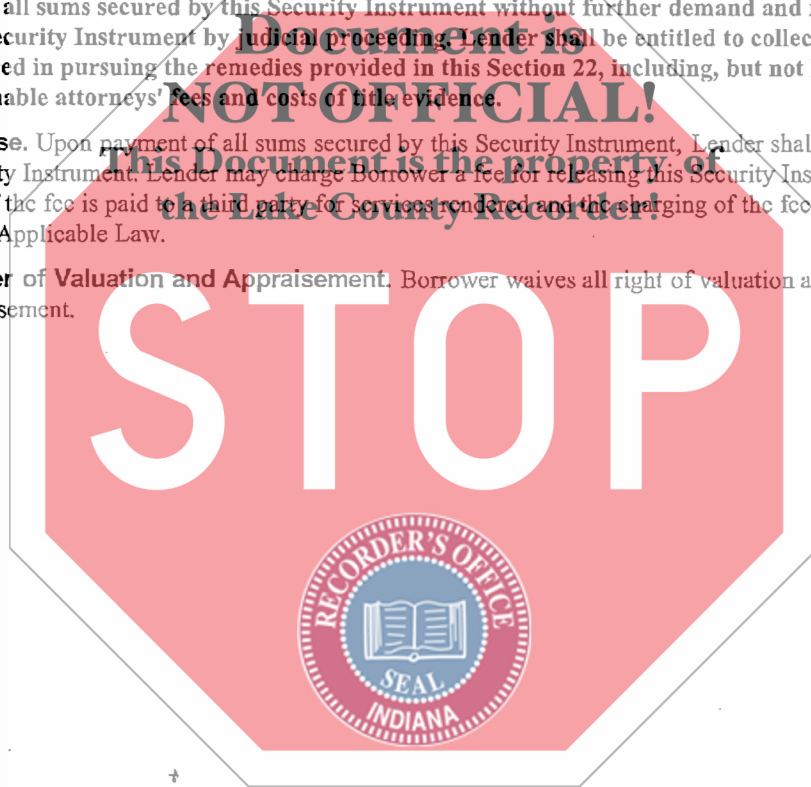 all sums secured by this Security Instrument without further demand and
Document is
curity Instrument by judicial proceeding. Lender shall be entitled to collec
ed in pursuing the remedies provided in this Section 22, including, but not
able attorneys' fees and costs of title evidence.
NOT OFFICIAL!
se. Upon payment of all sums secured by this Security Instrument, Lender shal
This Document is the property of
ty Instrument. Lender may charge Borrower a fee for releasing this Security Ins
the fee is paid to a third party for services rendered and the charging of the fee
the Lake County Recorder!
Applicable Law.
er of Valuation and Appraisement. Borrower waives all right of valuation a
sement.
STOP
RECORDER'S OFFICE
SEAL
INDIANA